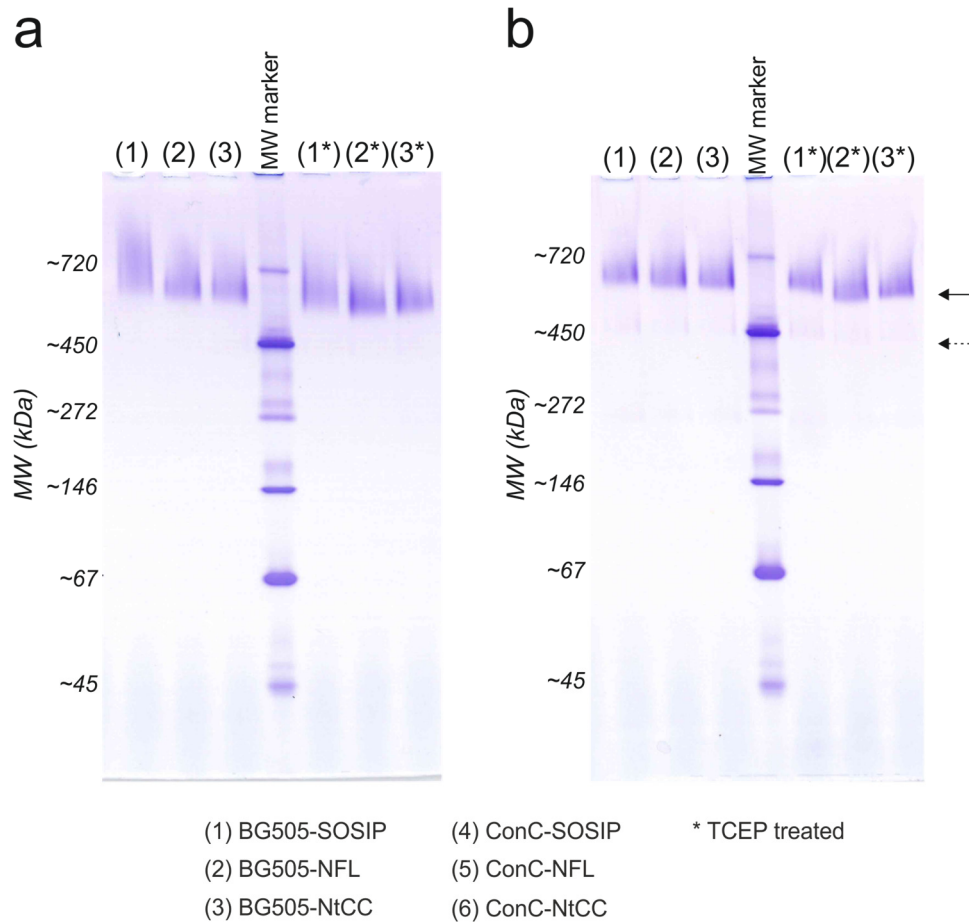 a
MW marker
(1) (2) (3) (1*) (2*) (3*)
~720
~450
~272
~146
~67
~45
MW (kDa)
b
MW marker
(1) (2) (3) (1*) (2*) (3*)
~720
~450
~272
~146
~67
~45
MW (kDa)
(1) BG505-SOSIP (4) ConC-SOSIP * TCEP treated
(2) BG505-NFL (5) ConC-NFL
(3) BG505-NtCC (6) ConC-NtCC